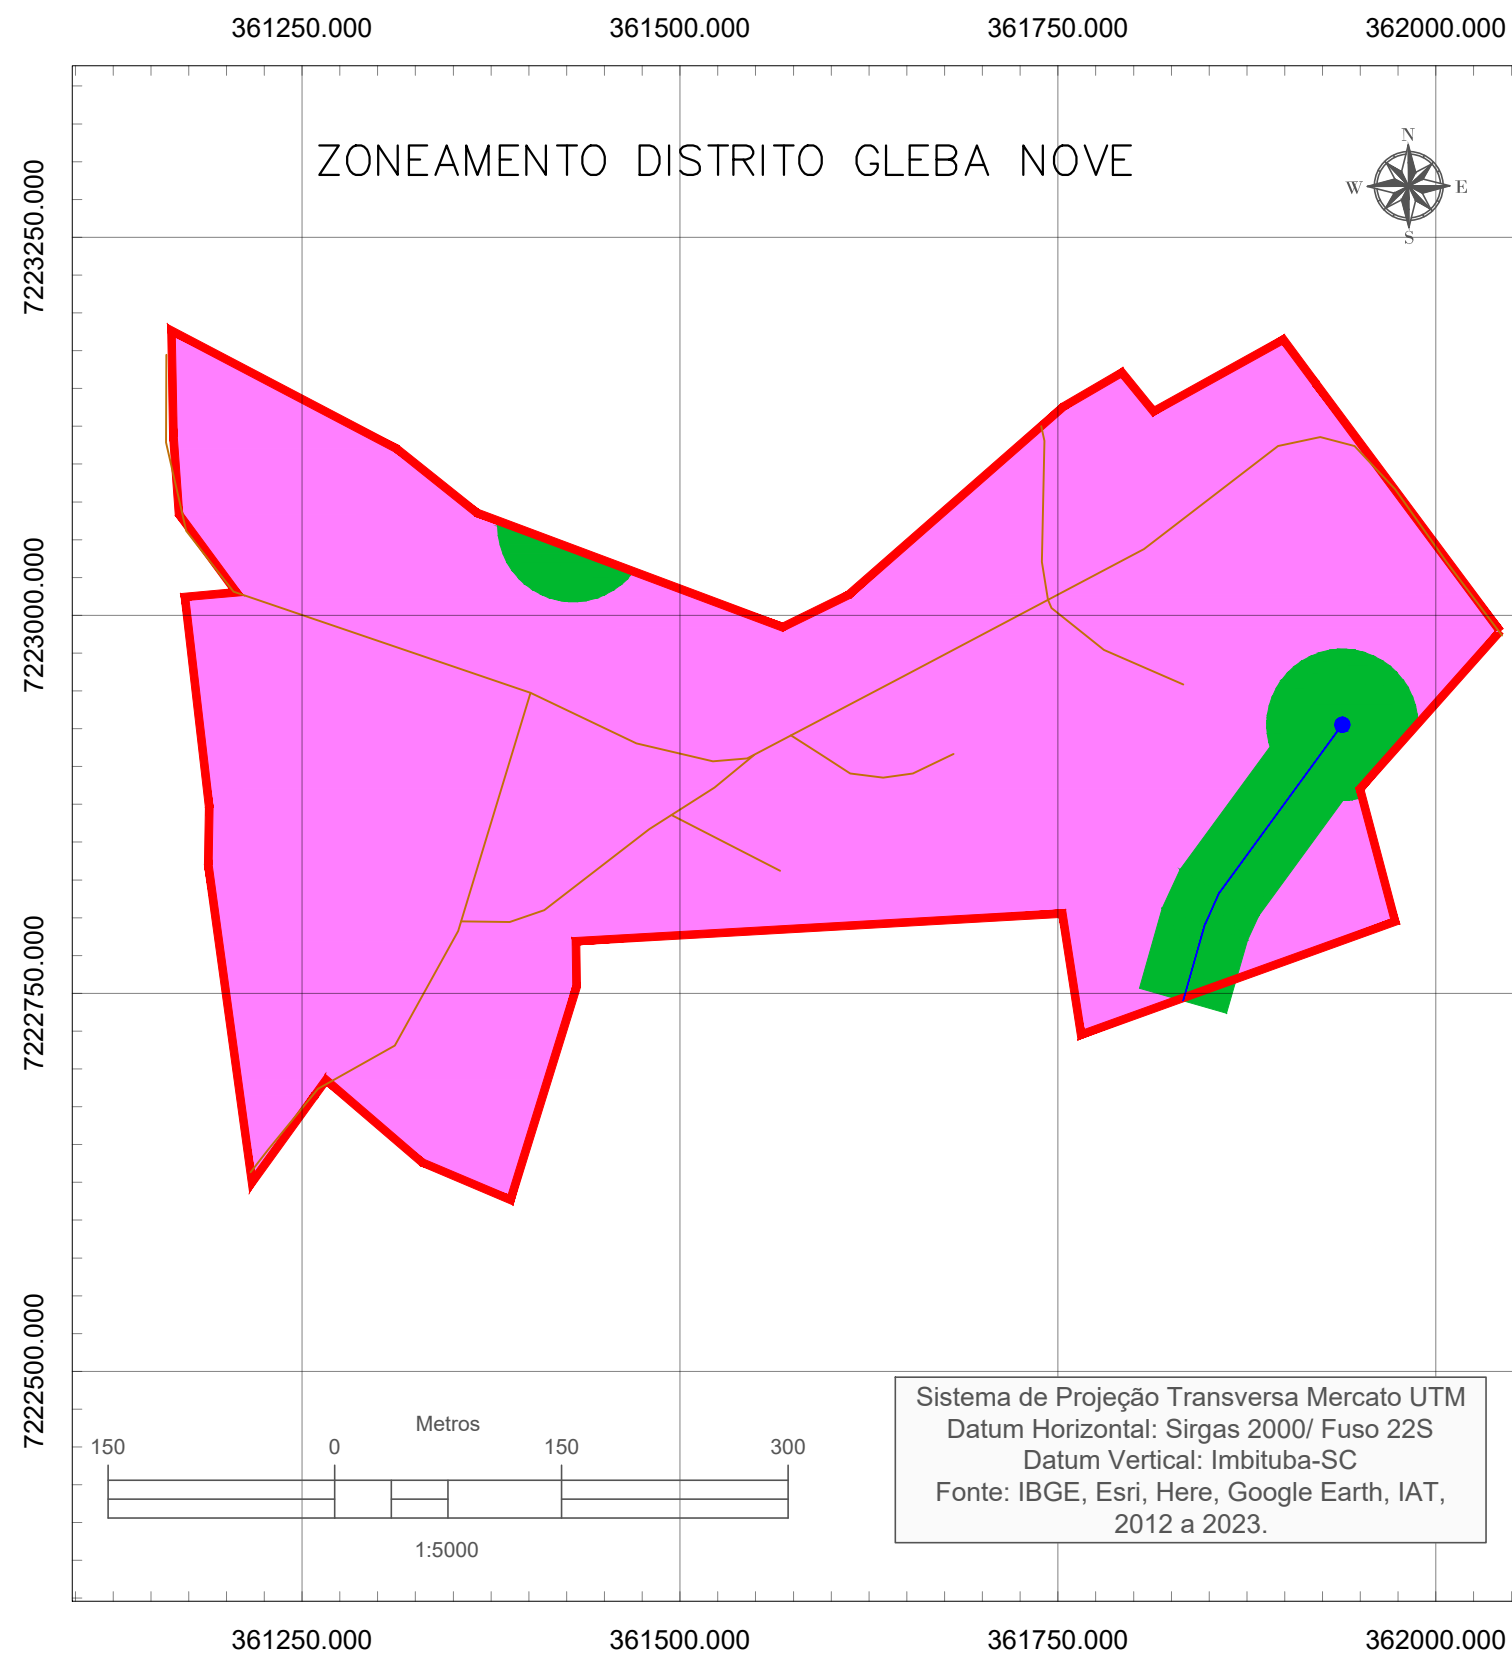 361250.000 361500.000 361750.000 362000.000
ZONEAMENTO DISTRITO GLEBA NOVE
N
W E
S
7223250.000
7223000.000
7222750.000
7222500.000
Metros
150 0 150 300
1:5000
Sistema de Projeção Transversa Mercato UTM
Datum Horizontal: Sirgas 2000/ Fuso 22S
Datum Vertical: Imbituba-SC
Fonte: IBGE, Esri, Here, Google Earth, IAT,
2012 a 2023.
361250.000 361500.000 361750.000 362000.000